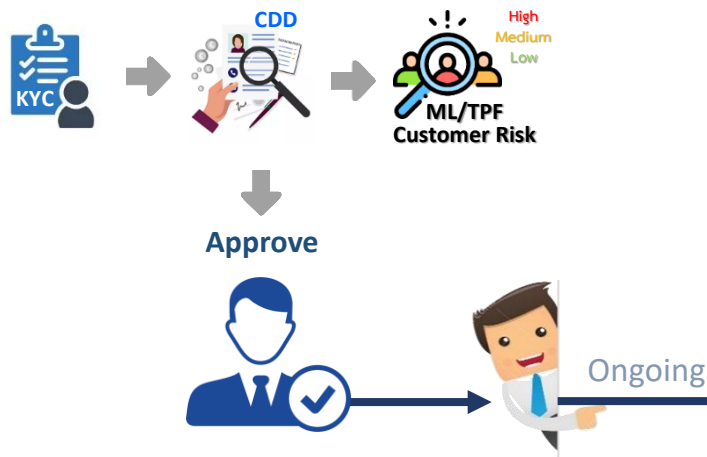 CDD
High
Medium
Low
KYC
ML/TPF
Customer Risk
Approve
Ongoing